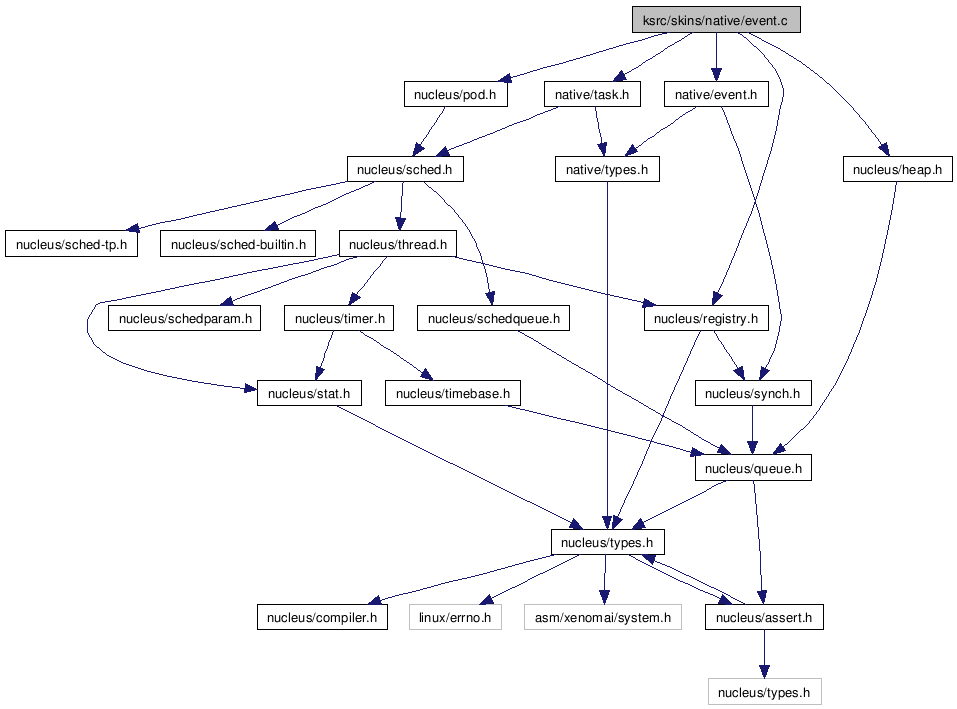 ksrc/skins/native/event.c
nucleus/pod.h
native/task.h
native/event.h
nucleus/sched.h
native/types.h
nucleus/heap.h
nucleus/sched-tp.h
nucleus/sched-builtin.h
nucleus/thread.h
nucleus/schedparam.h
nucleus/timer.h
nucleus/schedqueue.h
nucleus/registry.h
nucleus/stat.h
nucleus/timebase.h
nucleus/synch.h
nucleus/queue.h
nucleus/types.h
nucleus/compiler.h
linux/errno.h
asm/xenomai/system.h
nucleus/assert.h
nucleus/types.h